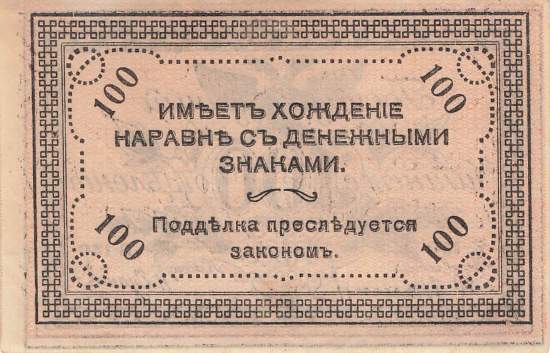 100 100
ИМѢЕТЪ ХОЖДЕНІЕ
НАРАВНѢ СЪ ДЕНЕЖНЫМИ
ЗНАКАМИ.
Поддѣлка преслѣдуется
закономъ.
100 100